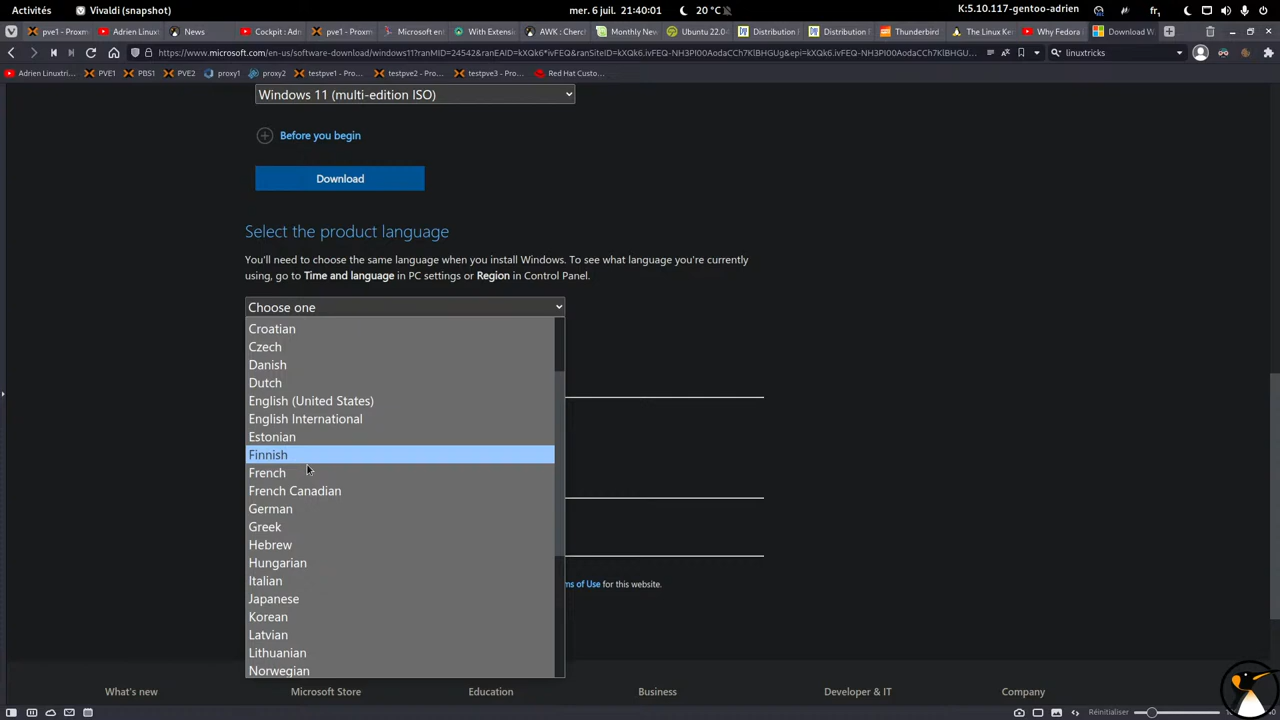 Activités
Vivaldi (snapshot)
mer. 6 juil. 21:40:01
20 °C
K:5.10.117-gentoo-adrien
fr₁
pve1 - Proxm
Adrien Linuxt
News
Cockpit - Adr
pve1 - Proxm
Microsoft en
With Extensi
AWK : Cherc
Monthly New
Ubuntu 22.0
Distribution
Distribution
Thunderbird
The Linux Ke
Why Fedora
Download W
linuxtricks
Adrien Linuxtri...
PVE1
PBS1
PVE2
proxy1
proxy2
testpve1 - Pro...
testpve2 - Pro...
testpve3 - Pro...
Red Hat Custo...
Windows 11 (multi-edition ISO)
Before you begin
Download
Select the product language
You'll need to choose the same language when you install Windows. To see what language you're currently
using, go to Time and language in PC settings or Region in Control Panel.
Choose one
Croatian
Czech
Danish
Dutch
English (United States)
English International
Estonian
Finnish
French
French Canadian
German
Greek
Hebrew
Hungarian
Italian
Japanese
Korean
Latvian
Lithuanian
Norwegian
ms of Use for this website.
What's new
Microsoft Store
Education
Business
Developer & IT
Company
Réinitialiser